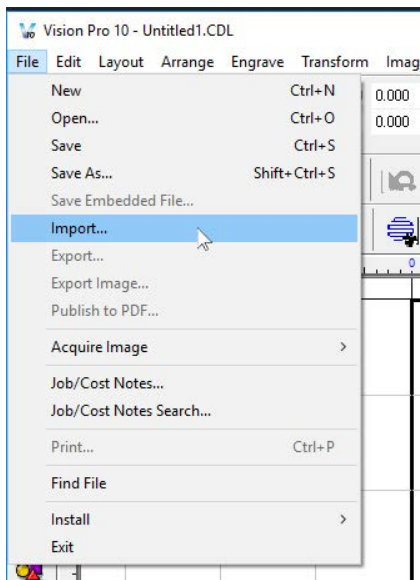 Vision Pro 10 - Untitled1.CDL
File Edit Layout Arrange Engrave Transform Imag
New Ctrl+N
Open... Ctrl+O
Save Ctrl+S
Save As... Shift+Ctrl+S
Save Embedded File...
Import...
Export...
Export Image...
Publish to PDF...
Acquire Image >
Job/Cost Notes...
Job/Cost Notes Search...
Print... Ctrl+P
Find File
Install >
Exit
0.000
0.000
0